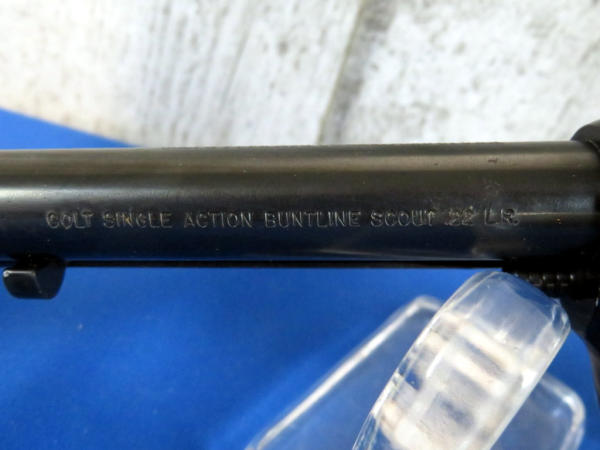 COLT SINGLE ACTION BUNTLINE SCOUT .22 LR.